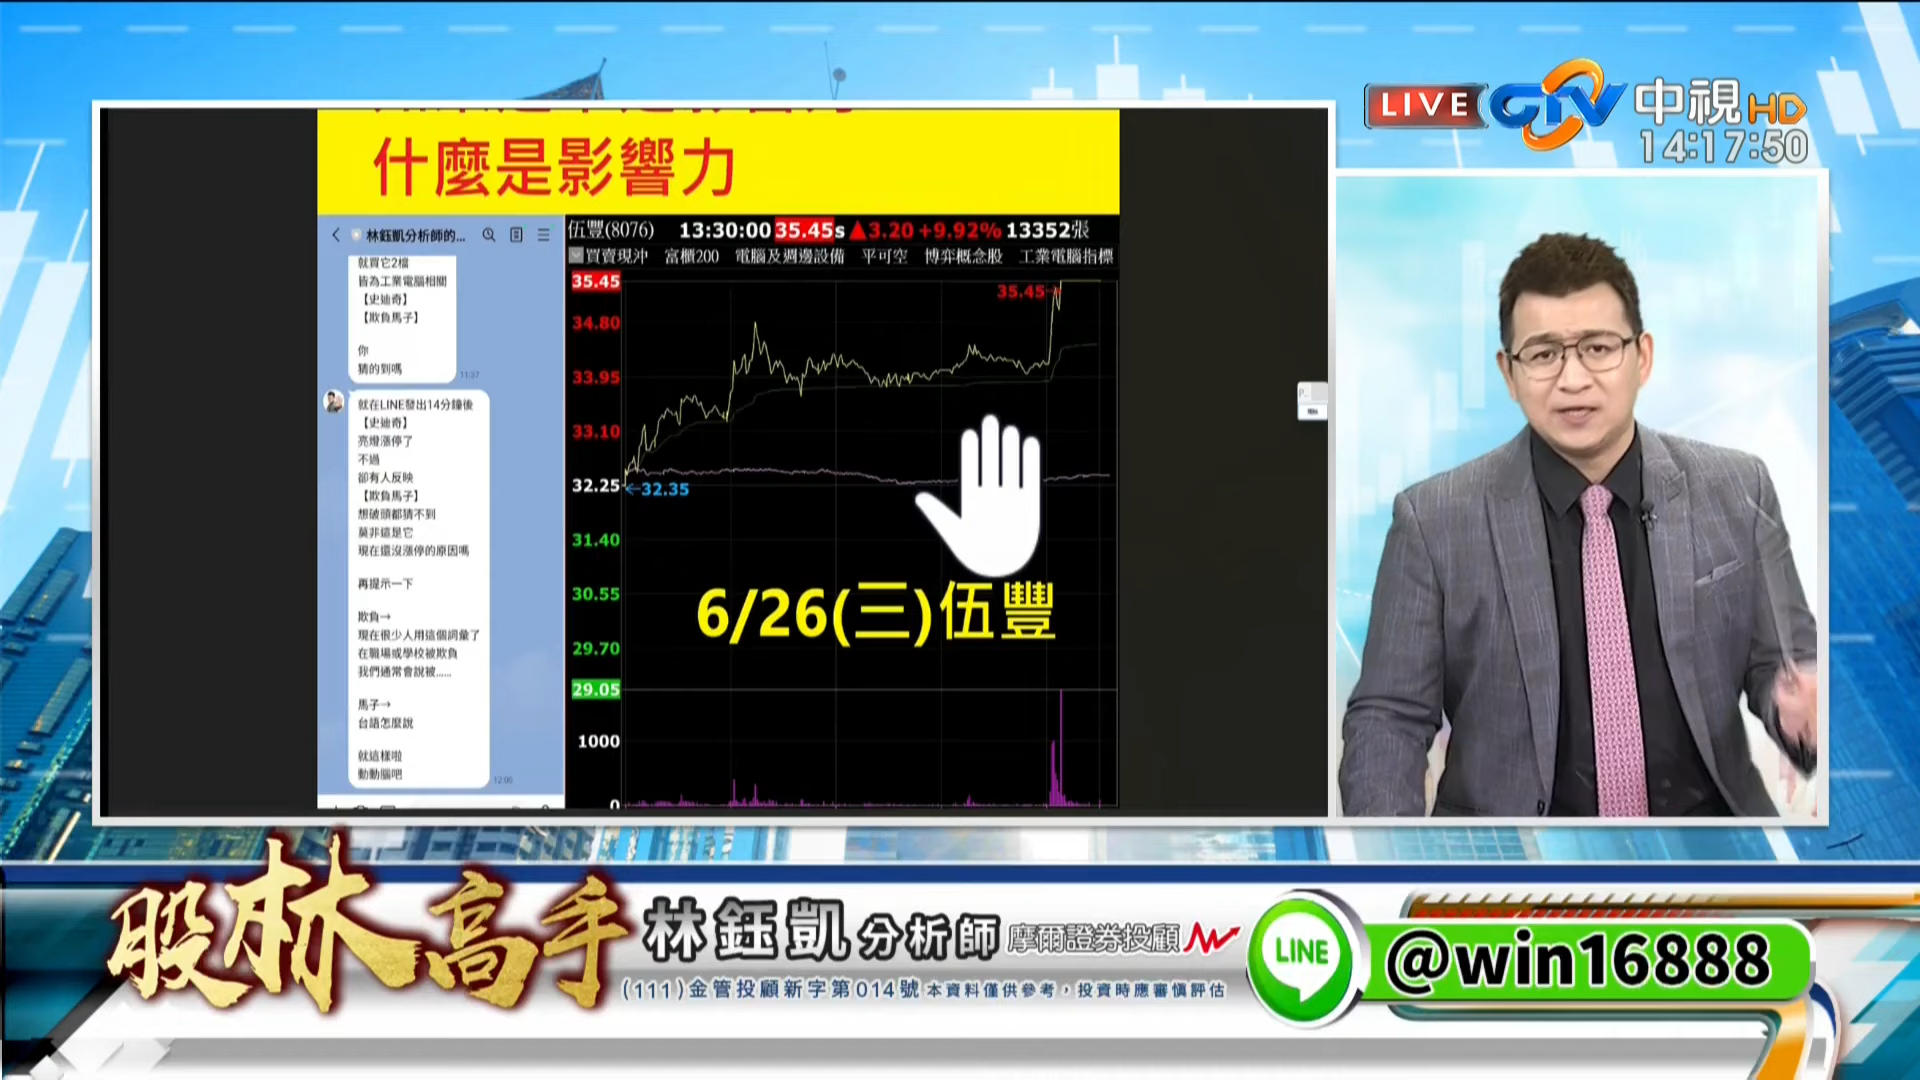 LIVE CTV 中視HD
14:17:50
什麼是影響力
林鈺凱分析師的...
就買它2檔
皆為工業電腦相關
【史迪奇】
【欺負馬子】
你
猜的到嗎
11:37
就在LINE發出14分鐘後
【史迪奇】
亮燈漲停了
不過
卻有人反映
【欺負馬子】
想破頭都猜不到
莫非這是它
現在還沒漲停的原因嗎
再提示一下
欺負→
現在很少人用這個詞彙了
在職場或學校被欺負
我們通常會說被......
馬子→
台語怎麼說
就這樣啦
動動腦吧
12:06
伍豐(8076) 13:30:00 35.45s ▲3.20 +9.92% 13352張
買賣現沖 富櫃200 電腦及週邊設備 平可空 博弈概念股 工業電腦指標
35.45
35.45→
34.80
33.95
33.10
32.25
←32.35
31.40
30.55
29.70
29.05
1000
0
6/26(三)伍豐
股林高手
林鈺凱分析師 摩爾證券投顧
(111)金管投顧新字第014號 本資料僅供參考，投資時應審慎評估
LINE
@win16888